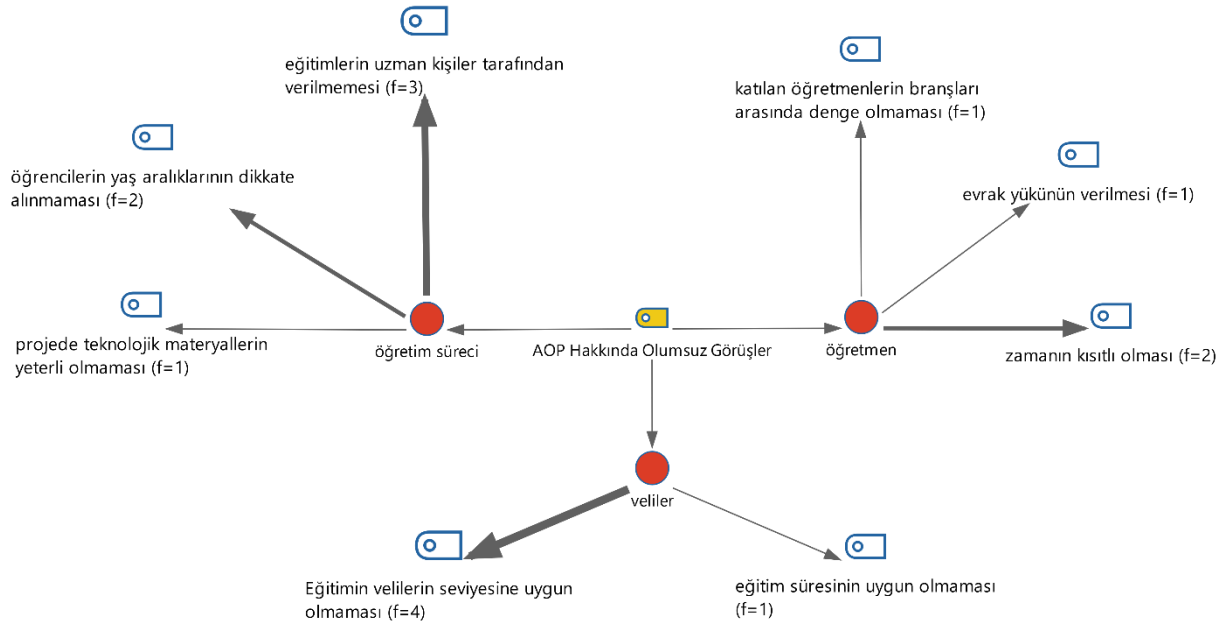 eğitimlerin uzman kişiler tarafından
verilmemesi (f=3)
katılan öğretmenlerin branşları
arasında denge olmaması (f=1)
öğrencilerin yaş aralıklarının dikkate
alınmaması (f=2)
evrak yükünün verilmesi (f=1)
projede teknolojik materyallerin
yeterli olmaması (f=1)
öğretim süreci
AOP Hakkında Olumsuz Görüşler
öğretmen
zamanın kısıtlı olması (f=2)
veliler
Eğitimin velilerin seviyesine uygun
olmaması (f=4)
eğitim süresinin uygun olmaması
(f=1)